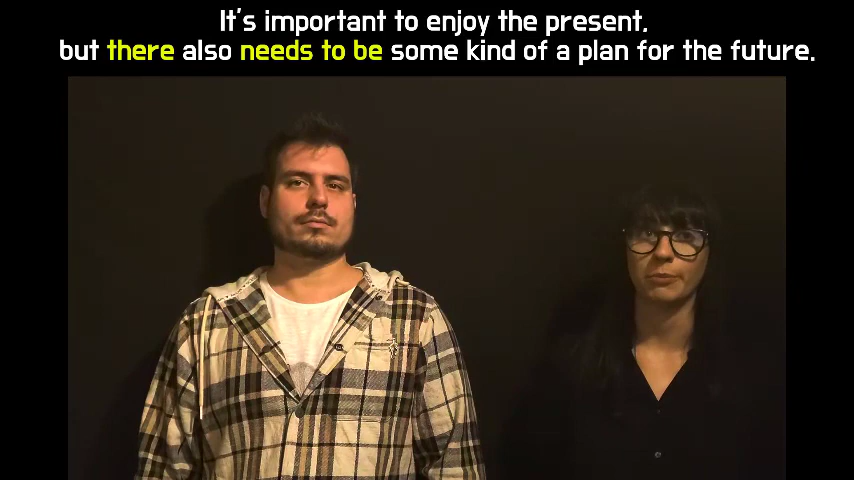 It's important to enjoy the present,
but there also needs to be some kind of a plan for the future.